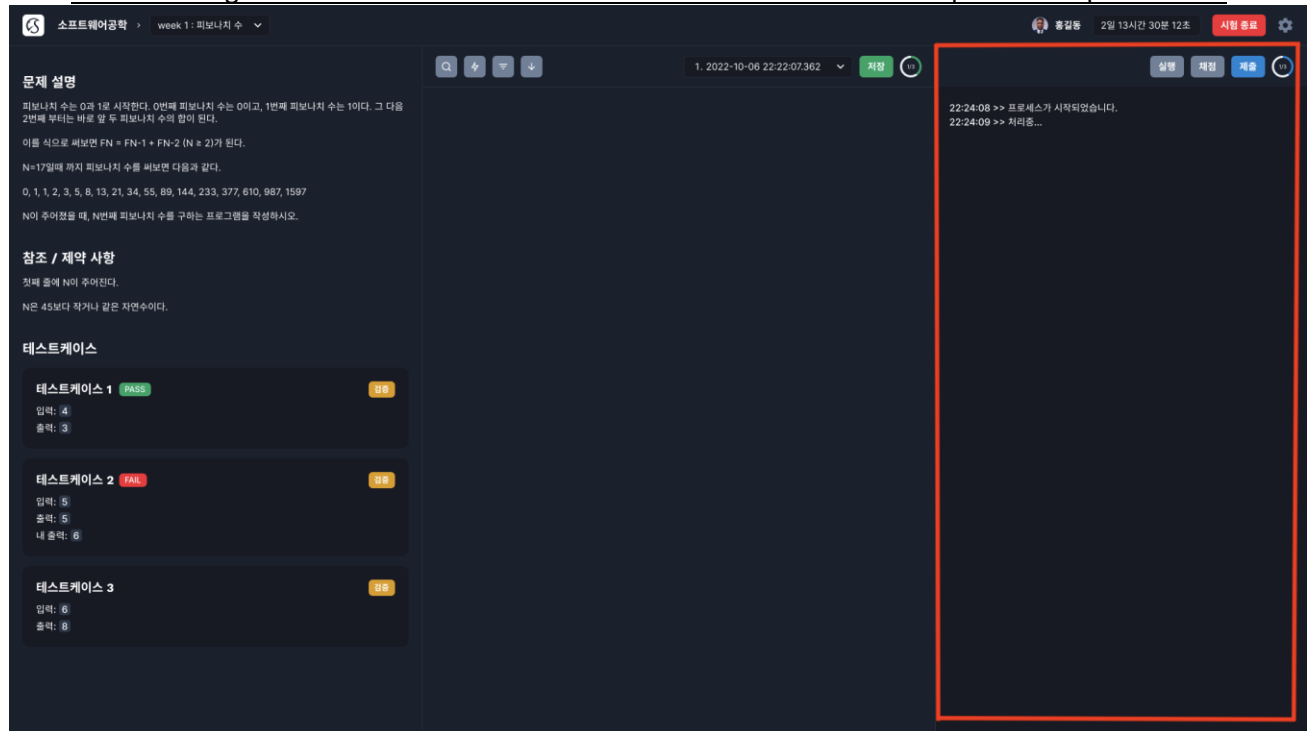 소프트웨어공학 › week 1 : 피보나치 수
홍길동 2일 13시간 30분 12초 시험 종료
문제 설명
피보나치 수는 0과 1로 시작한다. 0번째 피보나치 수는 0이고, 1번째 피보나치 수는 1이다. 그 다음
2번째 부터는 바로 앞 두 피보나치 수의 합이 된다.
이를 식으로 써보면 FN = FN-1 + FN-2 (N ≥ 2)가 된다.
N=17일때 까지 피보나치 수를 써보면 다음과 같다.
0, 1, 1, 2, 3, 5, 8, 13, 21, 34, 55, 89, 144, 233, 377, 610, 987, 1597
N이 주어졌을 때, N번째 피보나치 수를 구하는 프로그램을 작성하시오.
참조 / 제약 사항
첫째 줄에 N이 주어진다.
N은 45보다 작거나 같은 자연수이다.
테스트케이스
테스트케이스 1 PASS 검증
입력: 4
출력: 3
테스트케이스 2 FAIL 검증
입력: 5
출력: 5
내 출력: 6
테스트케이스 3 검증
입력: 6
출력: 8
1. 2022-10-06 22:22:07.362 저장 1/3
실행 채점 제출 1/3
22:24:08 >> 프로세스가 시작되었습니다.
22:24:09 >> 처리중...